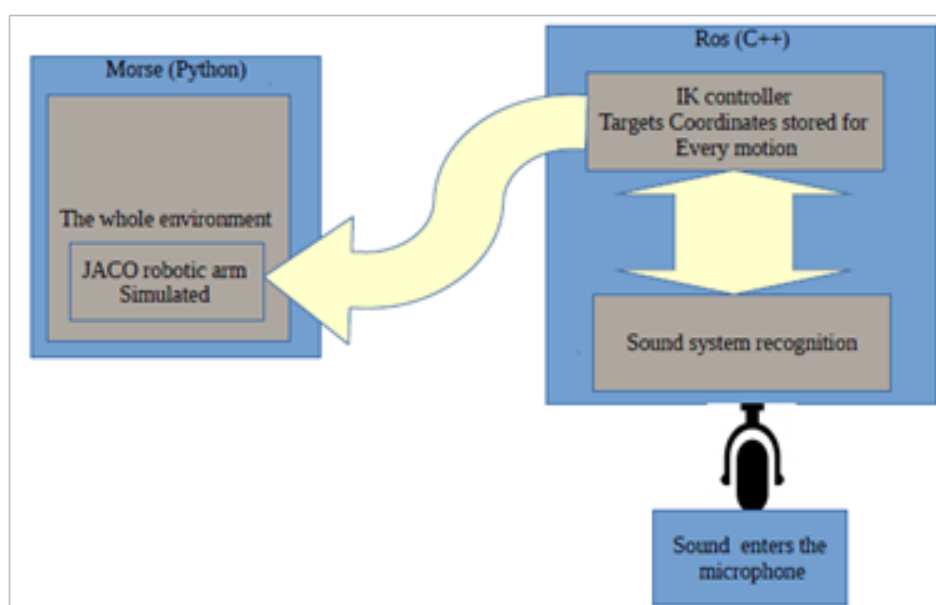 Morse (Python)
The whole environment
JACO robotic arm
Simulated
Ros (C++)
IK controller
Targets Coordinates stored for
Every motion
Sound system recognition
Sound enters the
microphone